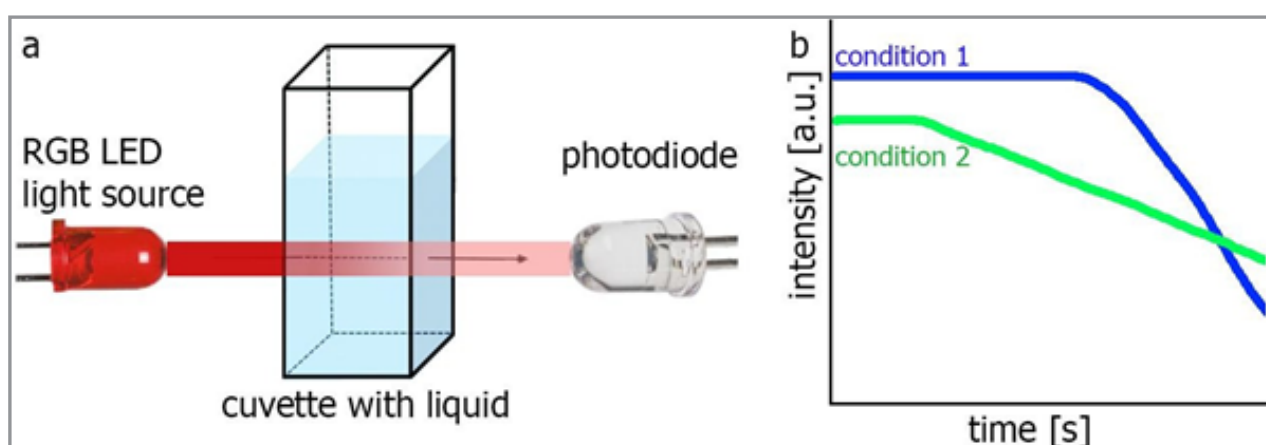 a
RGB LED
light source
photodiode
cuvette with liquid
b
condition 1
condition 2
intensity [a.u.]
time [s]